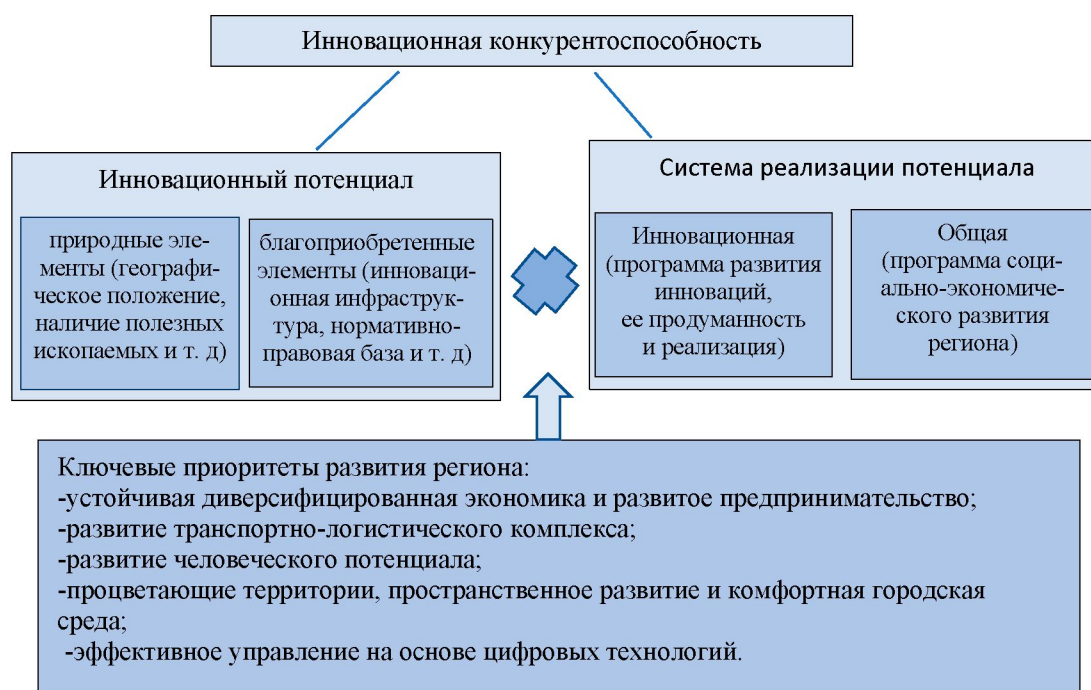 Инновационная конкурентоспособность
Инновационный потенциал
природные эле-
менты (географи-
ческое положение,
наличие полезных
ископаемых и т. д)
благоприобретенные
элементы (инноваци-
онная инфраструк-
тура, нормативно-
правовая база и т. д)
Система реализации потенциала
Инновационная
(программа развития
инноваций,
ее продуманность
и реализация)
Общая
(программа соци-
ально-экономиче-
ского развития
региона)
Ключевые приоритеты развития региона:
-устойчивая диверсифицированная экономика и развитое предпринимательство;
-развитие транспортно-логистического комплекса;
-развитие человеческого потенциала;
-процветающие территории, пространственное развитие и комфортная городская
среда;
-эффективное управление на основе цифровых технологий.